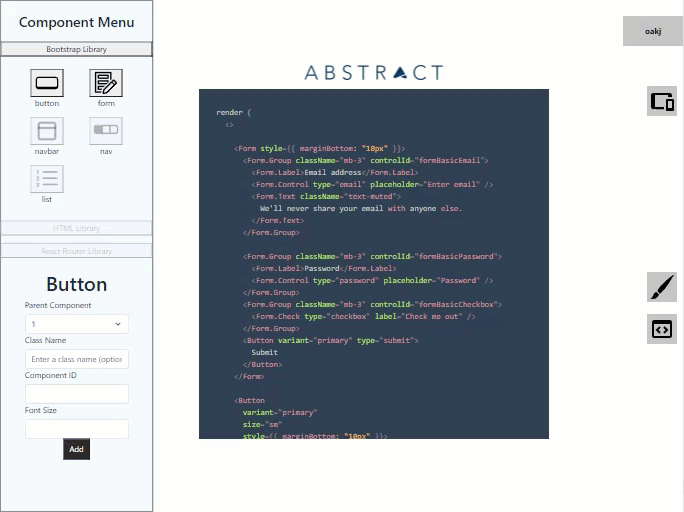 Component Menu
Bootstrap Library
button
form
navbar
nav
list
HTML Library
React Router Library
Button
Parent Component
1
Class Name
Enter a class name (option
Component ID
Font Size
Add
ABSTRACT
render (
<>
<Form style={{ marginBottom: "10px" }}>
<Form.Group className="mb-3" controlId="formBasicEmail">
<Form.Label>Email address</Form.Label>
<Form.Control type="email" placeholder="Enter email" />
<Form.Text className="text-muted">
We'll never share your email with anyone else.
</Form.Text>
</Form.Group>
<Form.Group className="mb-3" controlId="formBasicPassword">
<Form.Label>Password</Form.Label>
<Form.Control type="password" placeholder="Password" />
</Form.Group>
<Form.Group className="mb-3" controlId="formBasicCheckbox">
<Form.Check type="checkbox" label="Check me out" />
</Form.Group>
<Button variant="primary" type="submit">
Submit
</Button>
</Form>
<Button
variant="primary"
size="sm"
style={{ marginBottom: "10px" }}>
oakj